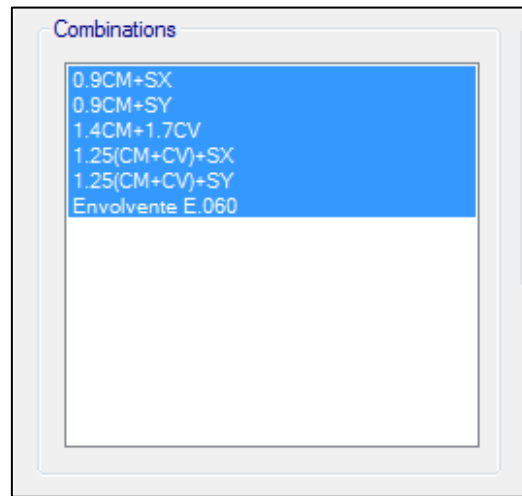 Combinations
0.9CM+SX
0.9CM+SY
1.4CM+1.7CV
1.25(CM+CV)+SX
1.25(CM+CV)+SY
Envolvente E.060